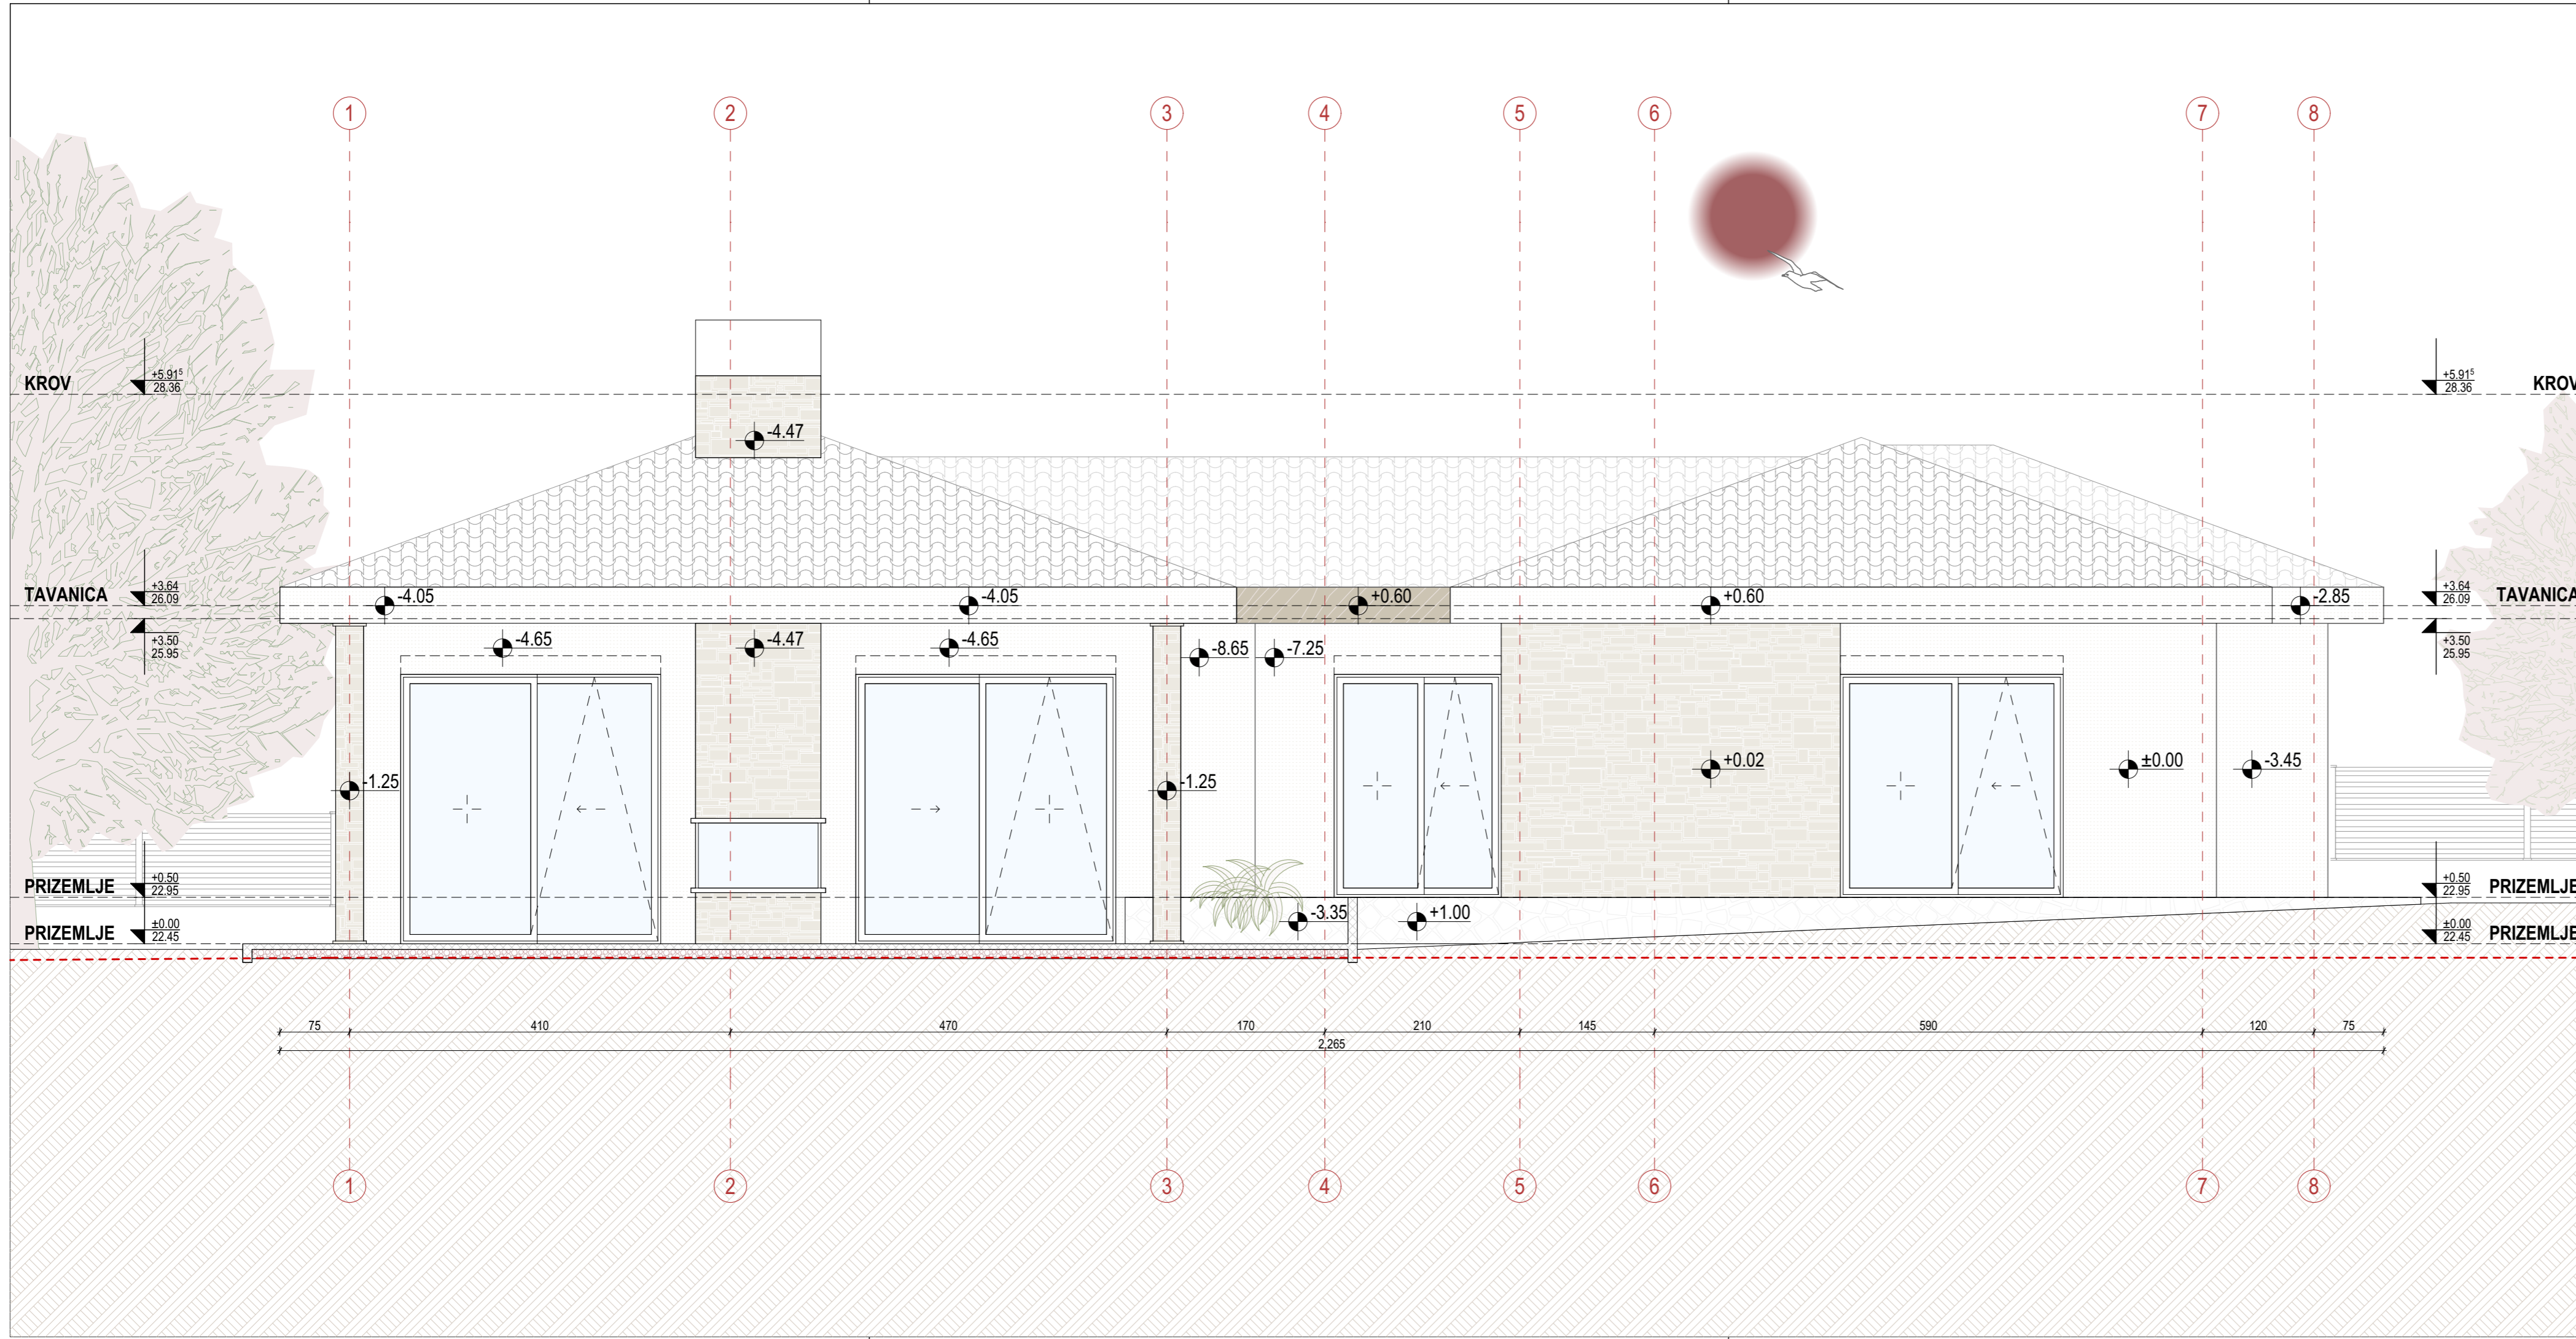 1 2 3 4 5 6 7 8
KROV +5.91⁵ 28.36
+5.91⁵ 28.36 KROV
-4.47
TAVANICA +3.64 26.09
-4.05 -4.05 +0.60 +0.60 -2.85
+3.64 26.09 TAVANICA
+3.50 25.95
-4.65 -4.47 -4.65 -8.65 -7.25
+3.50 25.95
-1.25 -1.25 +0.02 ±0.00 -3.45
PRIZEMLJE +0.50 22.95
+0.50 22.95 PRIZEMLJE
-3.35 +1.00
PRIZEMLJE ±0.00 22.45
±0.00 22.45 PRIZEMLJE
75 410 470 170 210 145 590 120 75
2,265
1 2 3 4 5 6 7 8